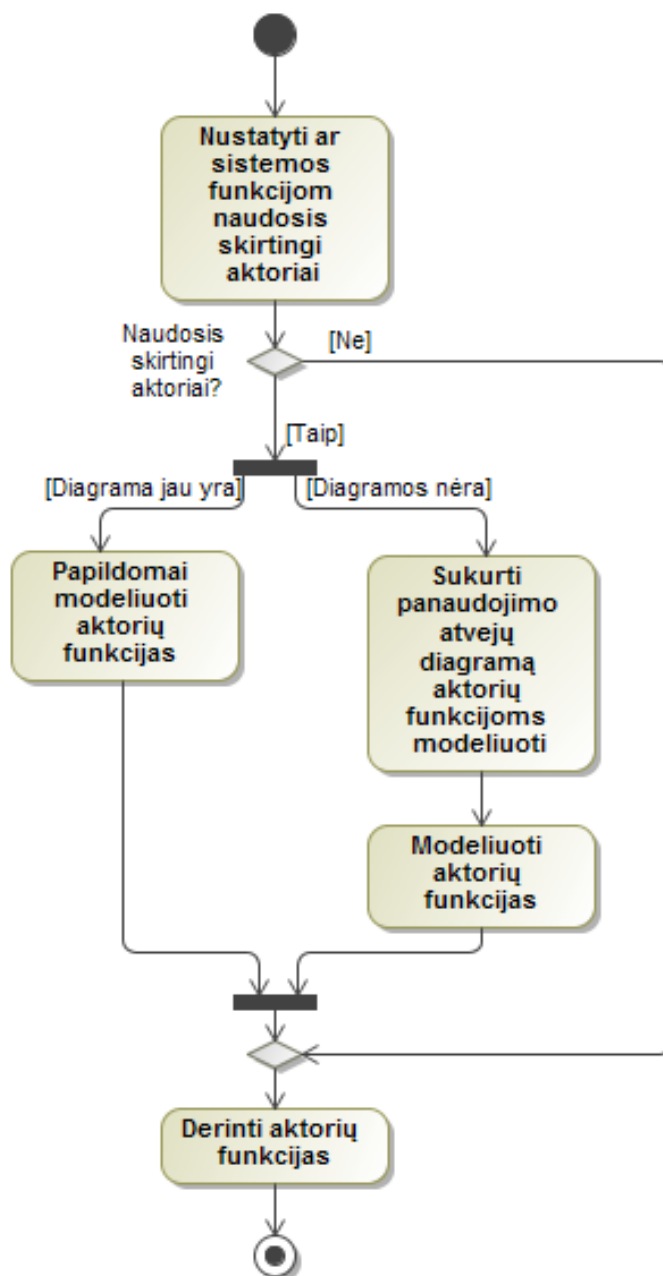 Nustatyti ar
sistemos
funkcijom
naudosis
skirtingi
aktoriai
Naudosis
skirtingi
aktoriai?
[Ne]
[Taip]
[Diagrama jau yra]
[Diagramos nėra]
Papildomai
modeliuoti
aktorių
funkcijas
Sukurti
panaudojimo
atvejų
diagramą
aktorių
funkcijoms
modeliuoti
Modeliuoti
aktorių
funkcijas
Derinti aktorių
funkcijas